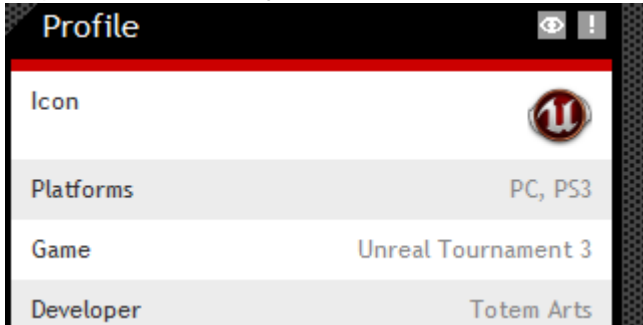 Profile
Icon
Platforms PC, PS3
Game Unreal Tournament 3
Developer Totem Arts